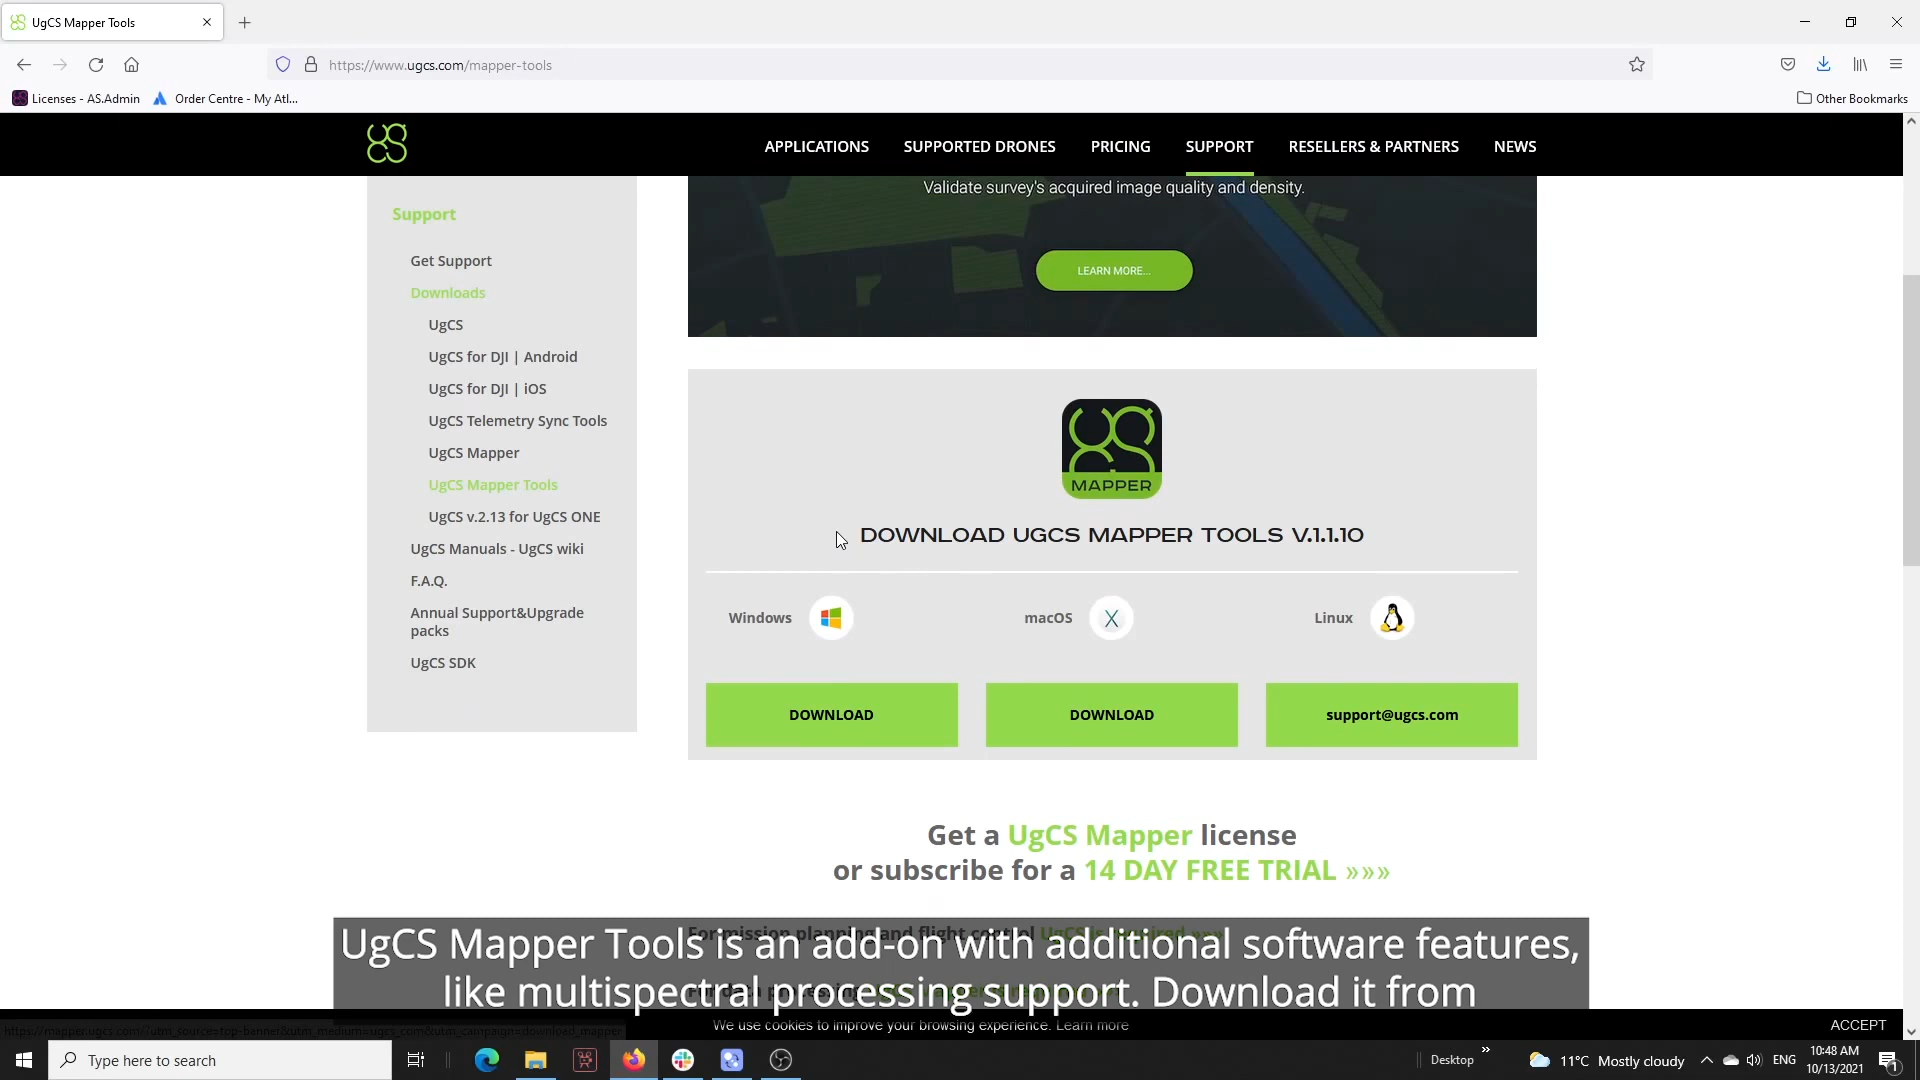 UgCS Mapper Tools
https://www.ugcs.com/mapper-tools
Licenses - AS.Admin
Order Centre - My Atl...
Other Bookmarks
APPLICATIONS
SUPPORTED DRONES
PRICING
SUPPORT
RESELLERS & PARTNERS
NEWS
Support
Get Support
Downloads
UgCS
UgCS for DJI | Android
UgCS for DJI | iOS
UgCS Telemetry Sync Tools
UgCS Mapper
UgCS Mapper Tools
UgCS v.2.13 for UgCS ONE
UgCS Manuals - UgCS wiki
F.A.Q.
Annual Support&Upgrade
packs
UgCS SDK
Validate survey's acquired image quality and density.
LEARN MORE...
MAPPER
DOWNLOAD UGCS MAPPER TOOLS V.1.1.10
Windows
macOS
X
Linux
DOWNLOAD
DOWNLOAD
support@ugcs.com
Get a UgCS Mapper license
or subscribe for a 14 DAY FREE TRIAL »»»
For mission planning and flight control UgCS is required »»»
UgCS Mapper Tools is an add-on with additional software features,
like multispectral processing support. Download it from
We use cookies to improve your browsing experience. Learn more
ACCEPT
https://mapper.ugcs.com/?utm_source=top-banner&utm_medium=ugcs_com&utm_campaign=download_mapper
Type here to search
Desktop
11°C Mostly cloudy
ENG
10:48 AM
10/13/2021
1